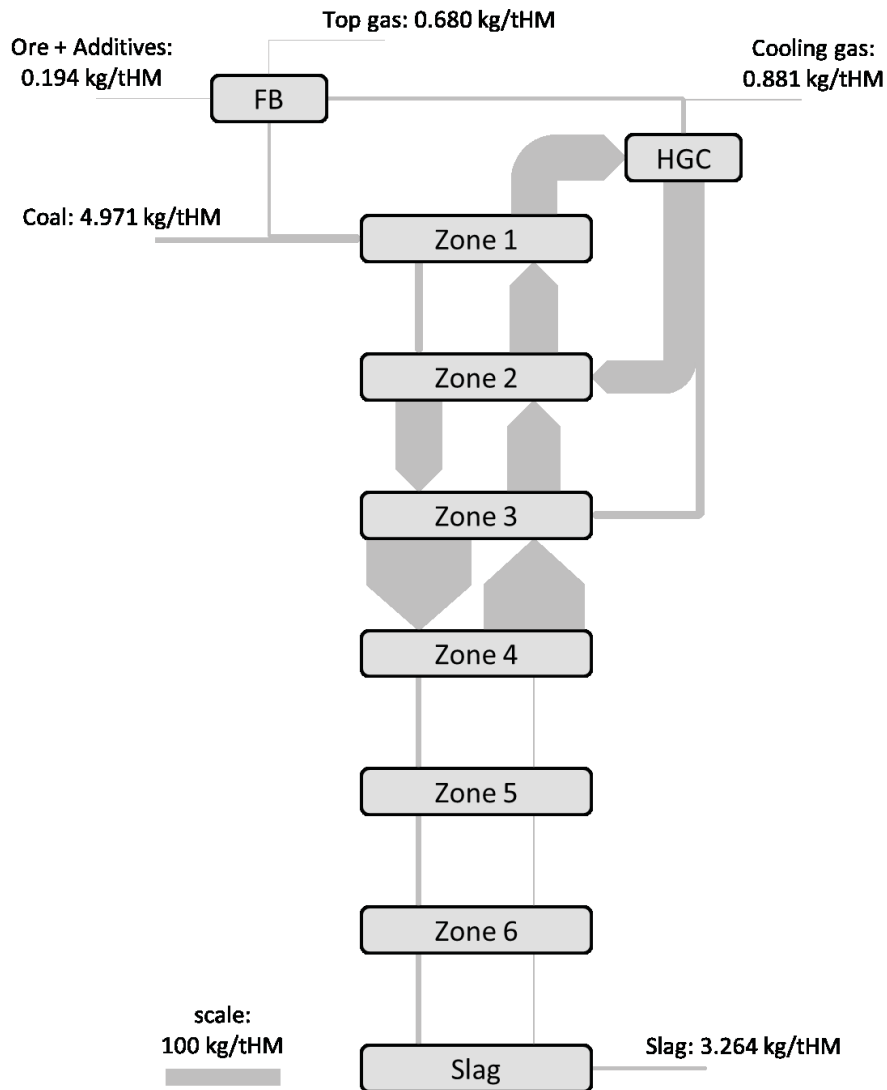 Top gas: 0.680 kg/tHM
Ore + Additives:
0.194 kg/tHM
Cooling gas:
0.881 kg/tHM
FB
HGC
Coal: 4.971 kg/tHM
Zone 1
Zone 2
Zone 3
Zone 4
Zone 5
Zone 6
scale:
100 kg/tHM
Slag
Slag: 3.264 kg/tHM